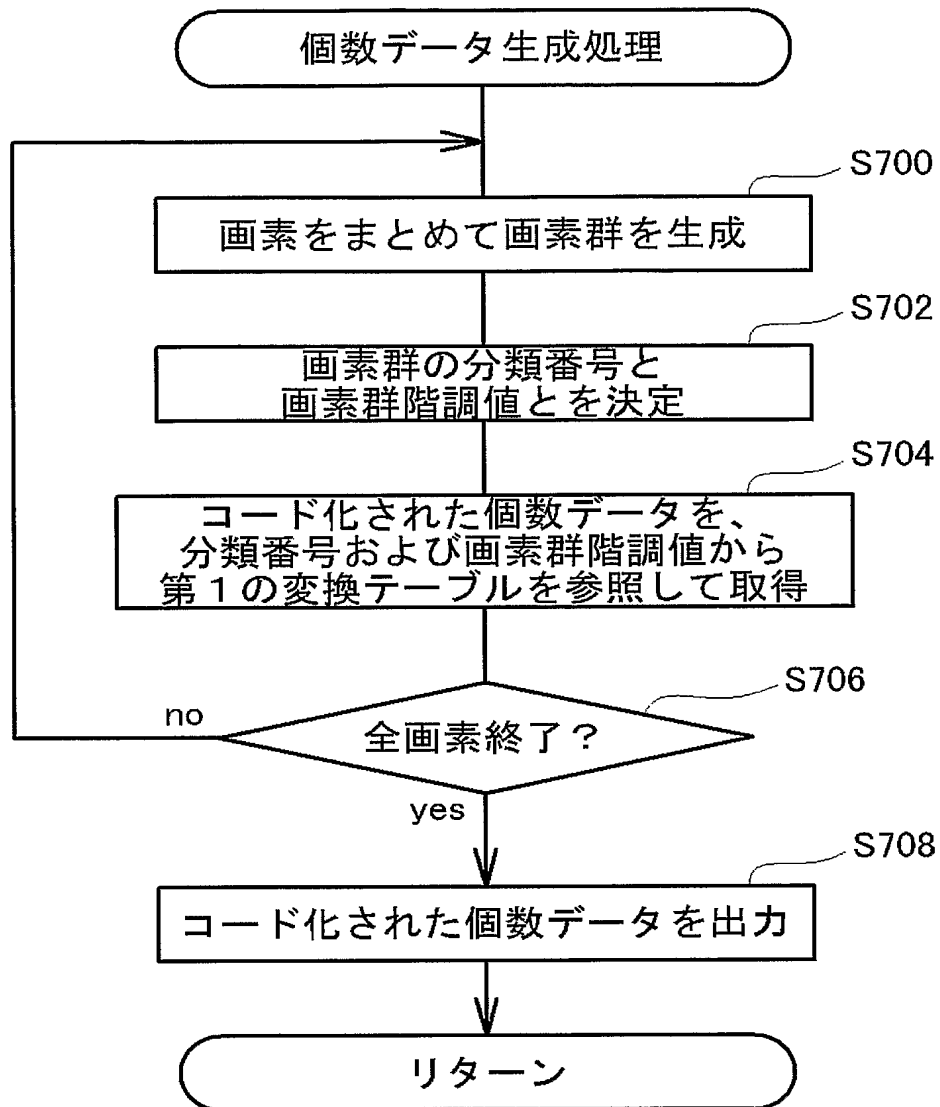 個数データ生成処理
S700
画素をまとめて画素群を生成
S702
画素群の分類番号と
画素群階調値とを決定
S704
コード化された個数データを、
分類番号および画素群階調値から
第１の変換テーブルを参照して取得
S706
no
全画素終了？
yes
S708
コード化された個数データを出力
リターン